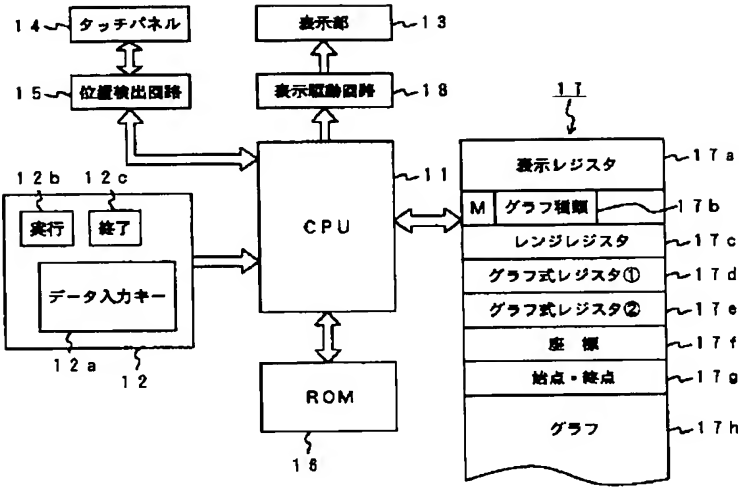 14 タッチパネル
表示部 13
15 位置検出回路
表示駆動回路 18
17
12b 12c
実行 終了
データ入力キー
12a 12
CPU
11
ROM
16
表示レジスタ 17a
M グラフ種類 17b
レンジレジスタ 17c
グラフ式レジスタ① 17d
グラフ式レジスタ② 17e
座標 17f
始点・終点 17g
グラフ 17h